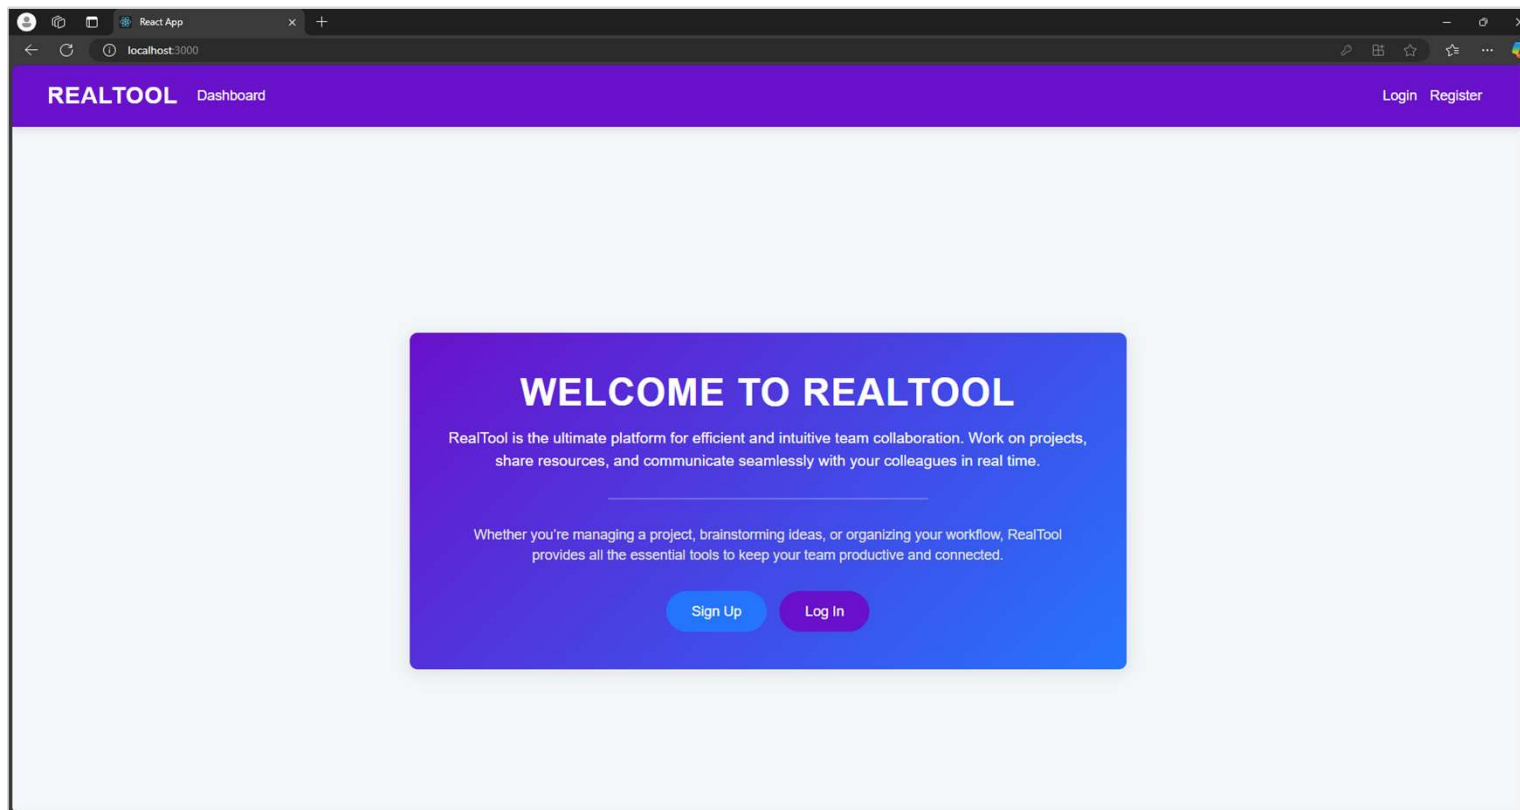 React App
localhost:3000
REALTOOL Dashboard Login Register
WELCOME TO REALTOOL
RealTool is the ultimate platform for efficient and intuitive team collaboration. Work on projects,
share resources, and communicate seamlessly with your colleagues in real time.
Whether you're managing a project, brainstorming ideas, or organizing your workflow, RealTool
provides all the essential tools to keep your team productive and connected.
Sign Up Log In